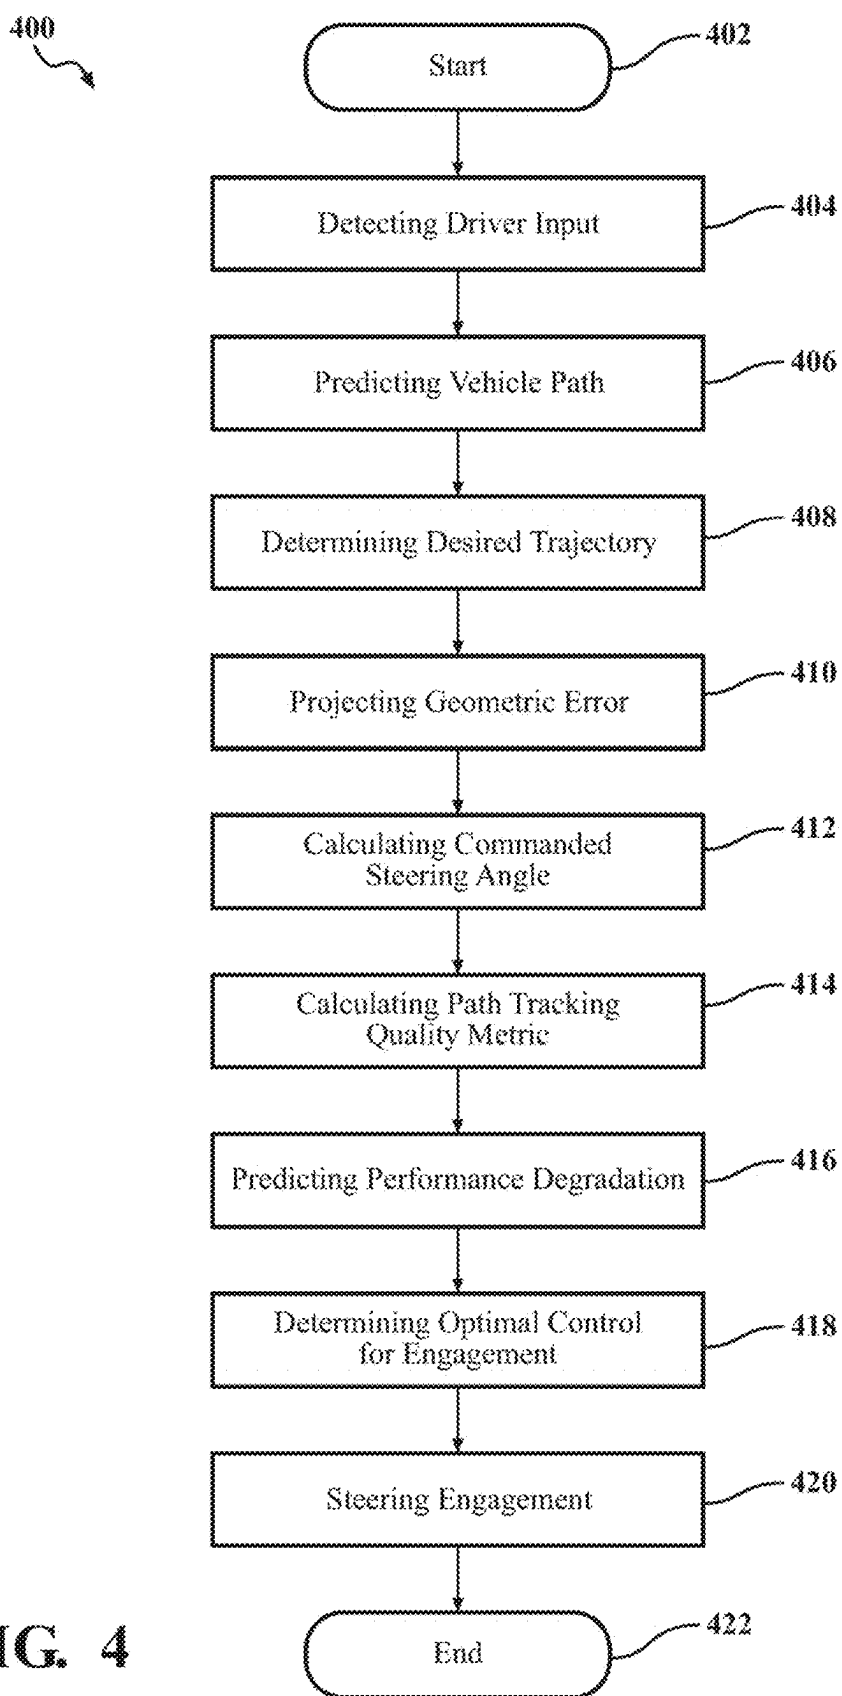 400
Start
402
Detecting Driver Input
404
Predicting Vehicle Path
406
Determining Desired Trajectory
408
Projecting Geometric Error
410
Calculating Commanded
Steering Angle
412
Calculating Path Tracking
Quality Metric
414
Predicting Performance Degradation
416
Determining Optimal Control
for Engagement
418
Steering Engagement
420
End
422
IG. 4